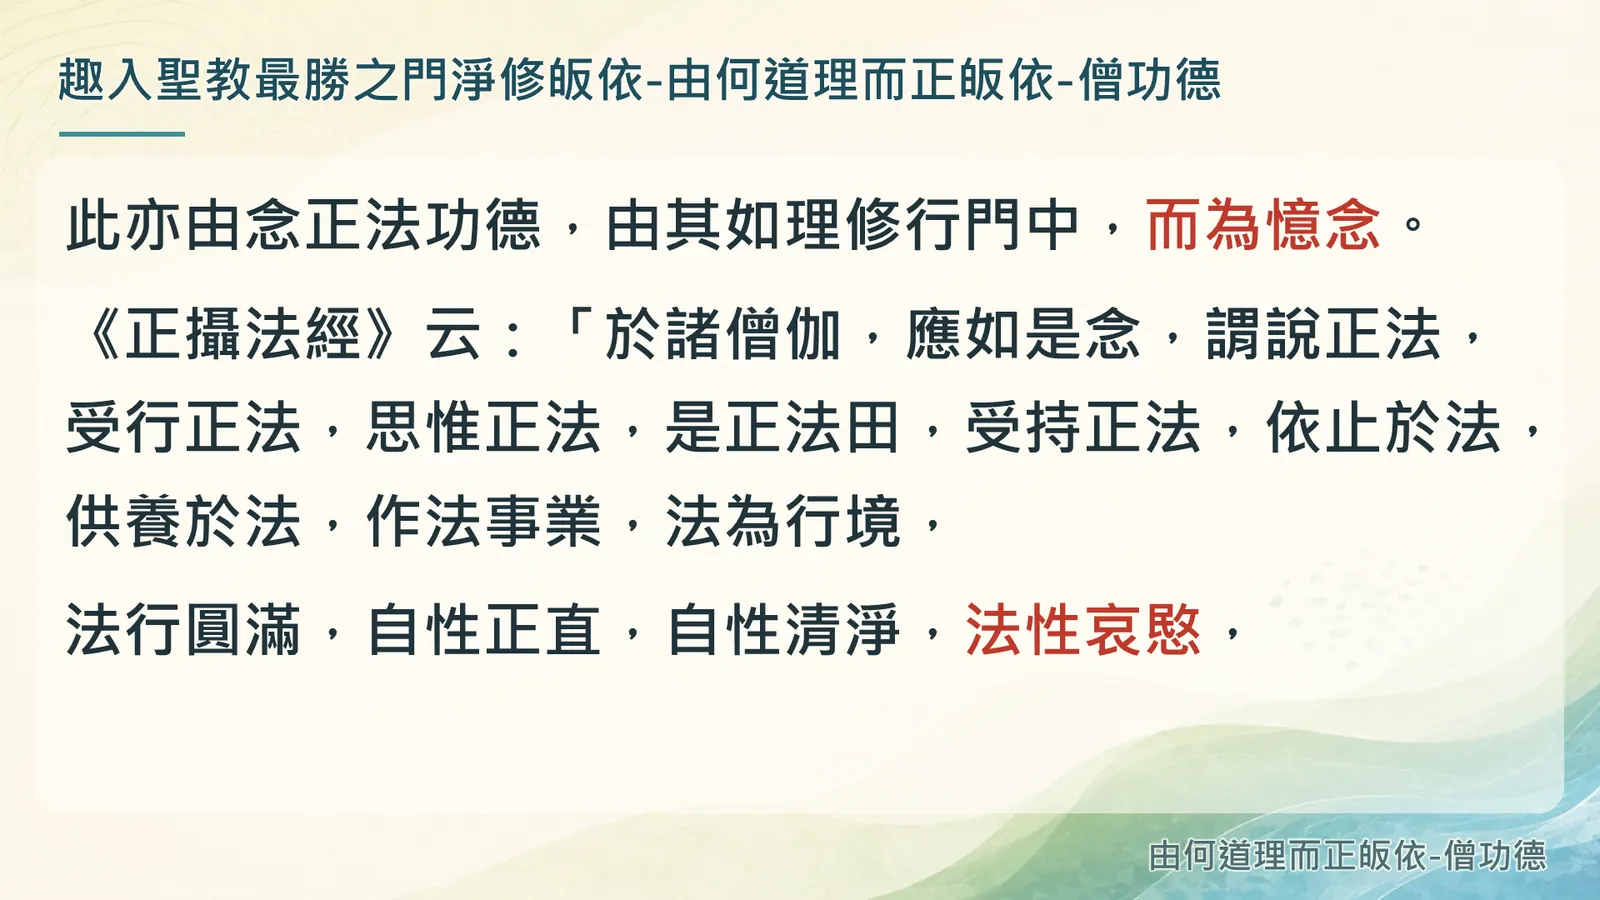 趣入聖教最勝之門淨修皈依-由何道理而正皈依-僧功德
此亦由念正法功德，由其如理修行門中，而為憶念。
《正攝法經》云：「於諸僧伽，應如是念，謂說正法，
受行正法，思惟正法，是正法田，受持正法，依止於法，
供養於法，作法事業，法為行境，
法行圓滿，自性正直，自性清淨，法性哀愍，
由何道理而正皈依-僧功德